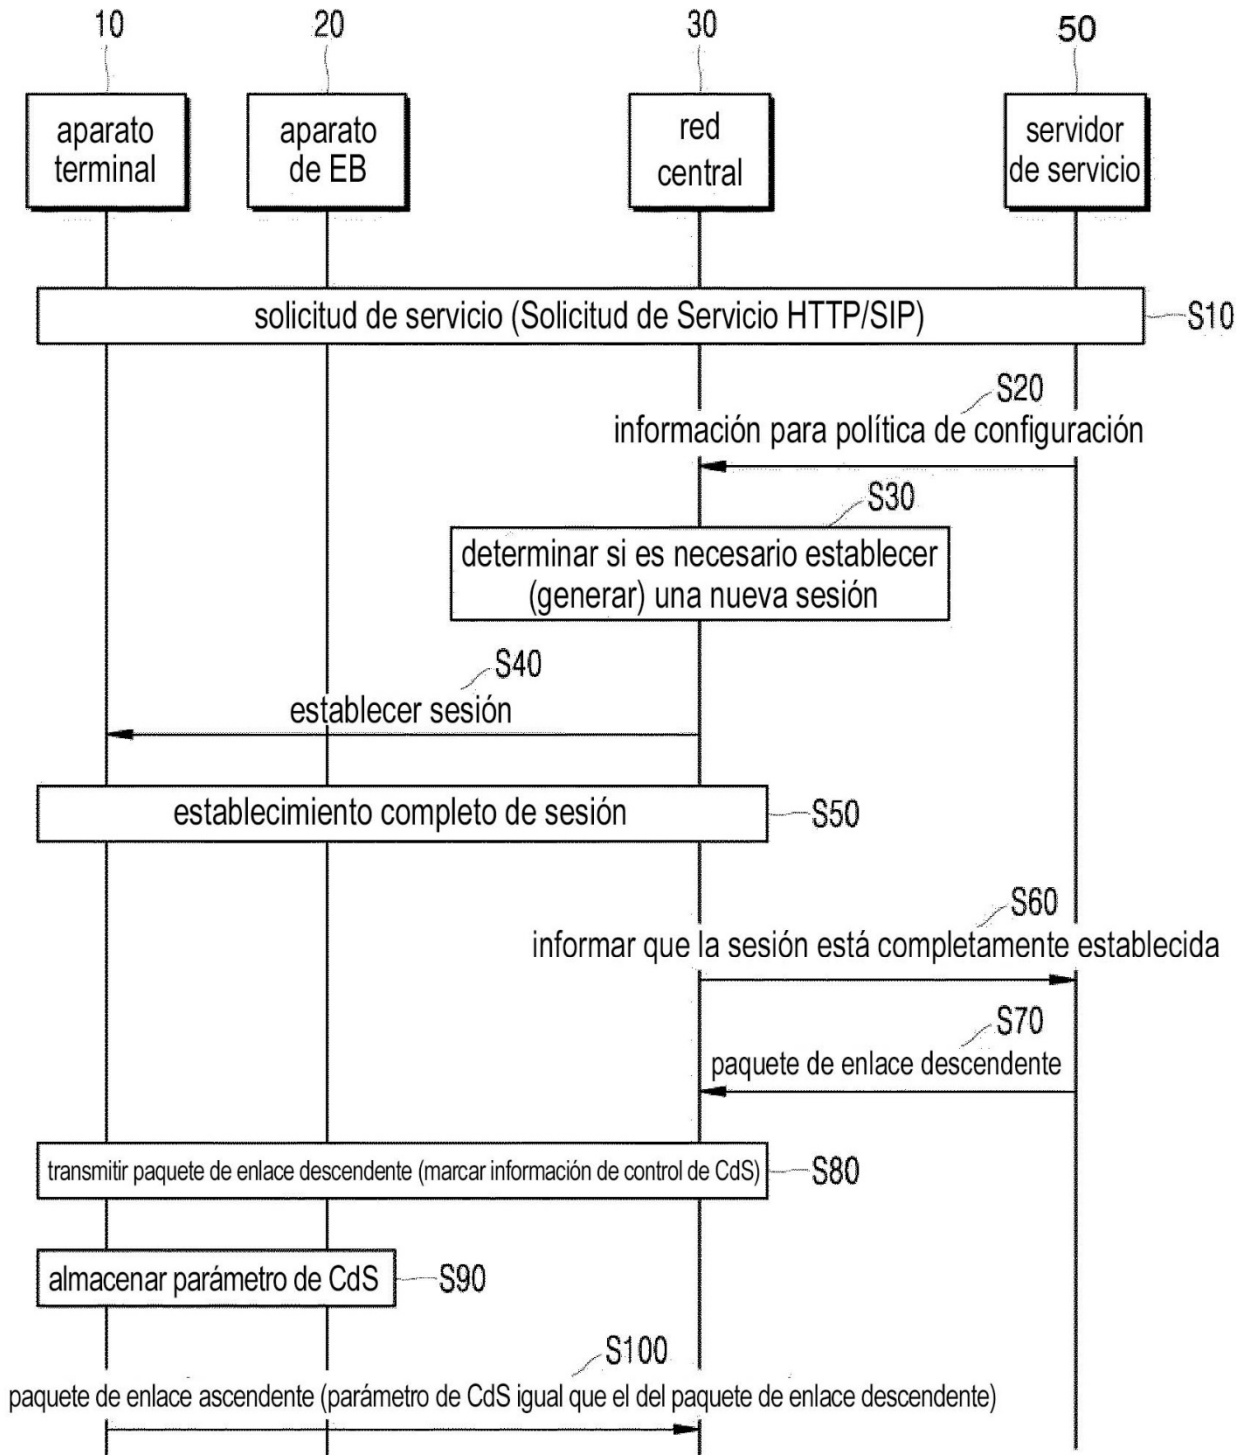 10
20
30
50
aparato
terminal
aparato
de EB
red
central
servidor
de servicio
solicitud de servicio (Solicitud de Servicio HTTP/SIP)
S10
S20
información para política de configuración
S30
determinar si es necesario establecer
(generar) una nueva sesión
S40
establecer sesión
establecimiento completo de sesión
S50
S60
informar que la sesión está completamente establecida
S70
paquete de enlace descendente
transmitir paquete de enlace descendente (marcar información de control de CdS)
S80
almacenar parámetro de CdS
S90
S100
paquete de enlace ascendente (parámetro de CdS igual que el del paquete de enlace descendente)